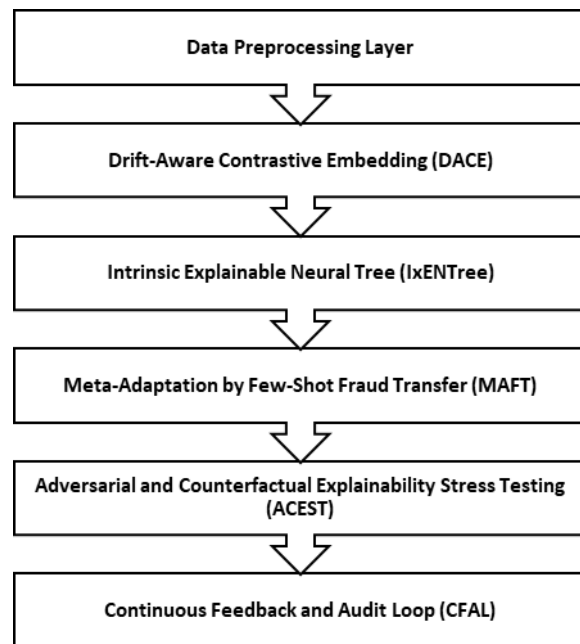 Data Preprocessing Layer
Drift-Aware Contrastive Embedding (DACE)
Intrinsic Explainable Neural Tree (IxENTree)
Meta-Adaptation by Few-Shot Fraud Transfer (MAFT)
Adversarial and Counterfactual Explainability Stress Testing
(ACEST)
Continuous Feedback and Audit Loop (CFAL)